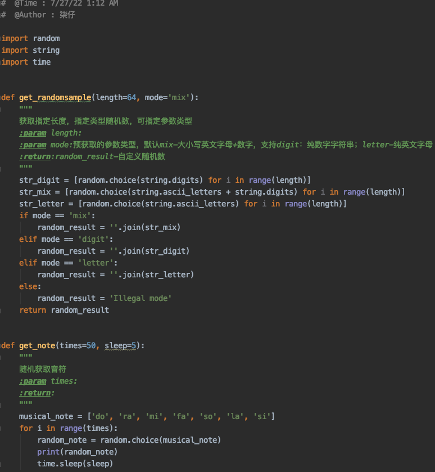 # @Time : 7/27/22 1:12 AM
# @Author : 柒仔
import random
import string
import time
def get_randomsample(length=64, mode='mix'):
"""
获取指定长度，指定类型随机数，可指定参数类型
:param length:
:param mode:预获取的参数类型，默认mix-大小写英文字母+数字，支持digit：纯数字字符串；letter-纯英文字母
:return:random_result-自定义随机数
"""
str_digit = [random.choice(string.digits) for i in range(length)]
str_mix = [random.choice(string.ascii_letters + string.digits) for i in range(length)]
str_letter = [random.choice(string.ascii_letters) for i in range(length)]
if mode == 'mix':
random_result = ''.join(str_mix)
elif mode == 'digit':
random_result = ''.join(str_digit)
elif mode == 'letter':
random_result = ''.join(str_letter)
else:
random_result = 'Illegal mode'
return random_result
def get_note(times=50, sleep=5):
"""
随机获取音符
:param times:
:return:
"""
musical_note = ['do', 'ra', 'mi', 'fa', 'so', 'la', 'si']
for i in range(times):
random_note = random.choice(musical_note)
print(random_note)
time.sleep(sleep)